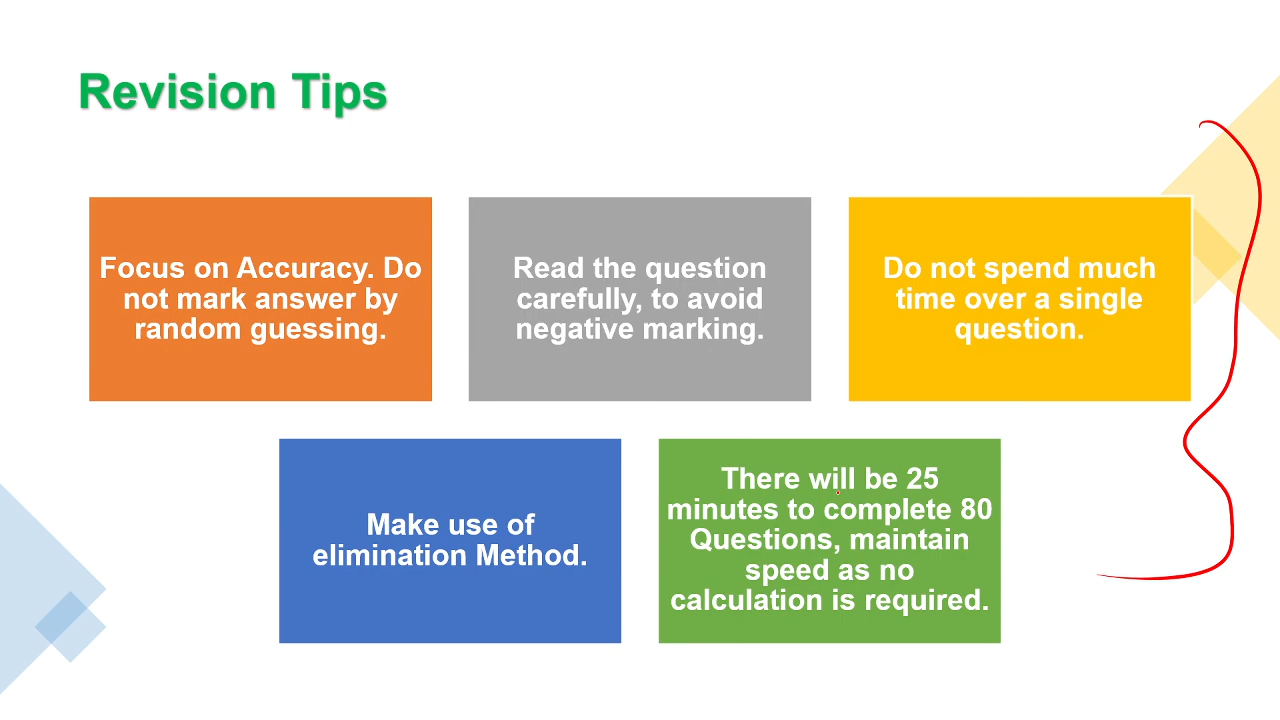 Revision Tips
Focus on Accuracy. Do
not mark answer by
random guessing.
Read the question
carefully, to avoid
negative marking.
Do not spend much
time over a single
question.
Make use of
elimination Method.
There will be 25
minutes to complete 80
Questions, maintain
speed as no
calculation is required.